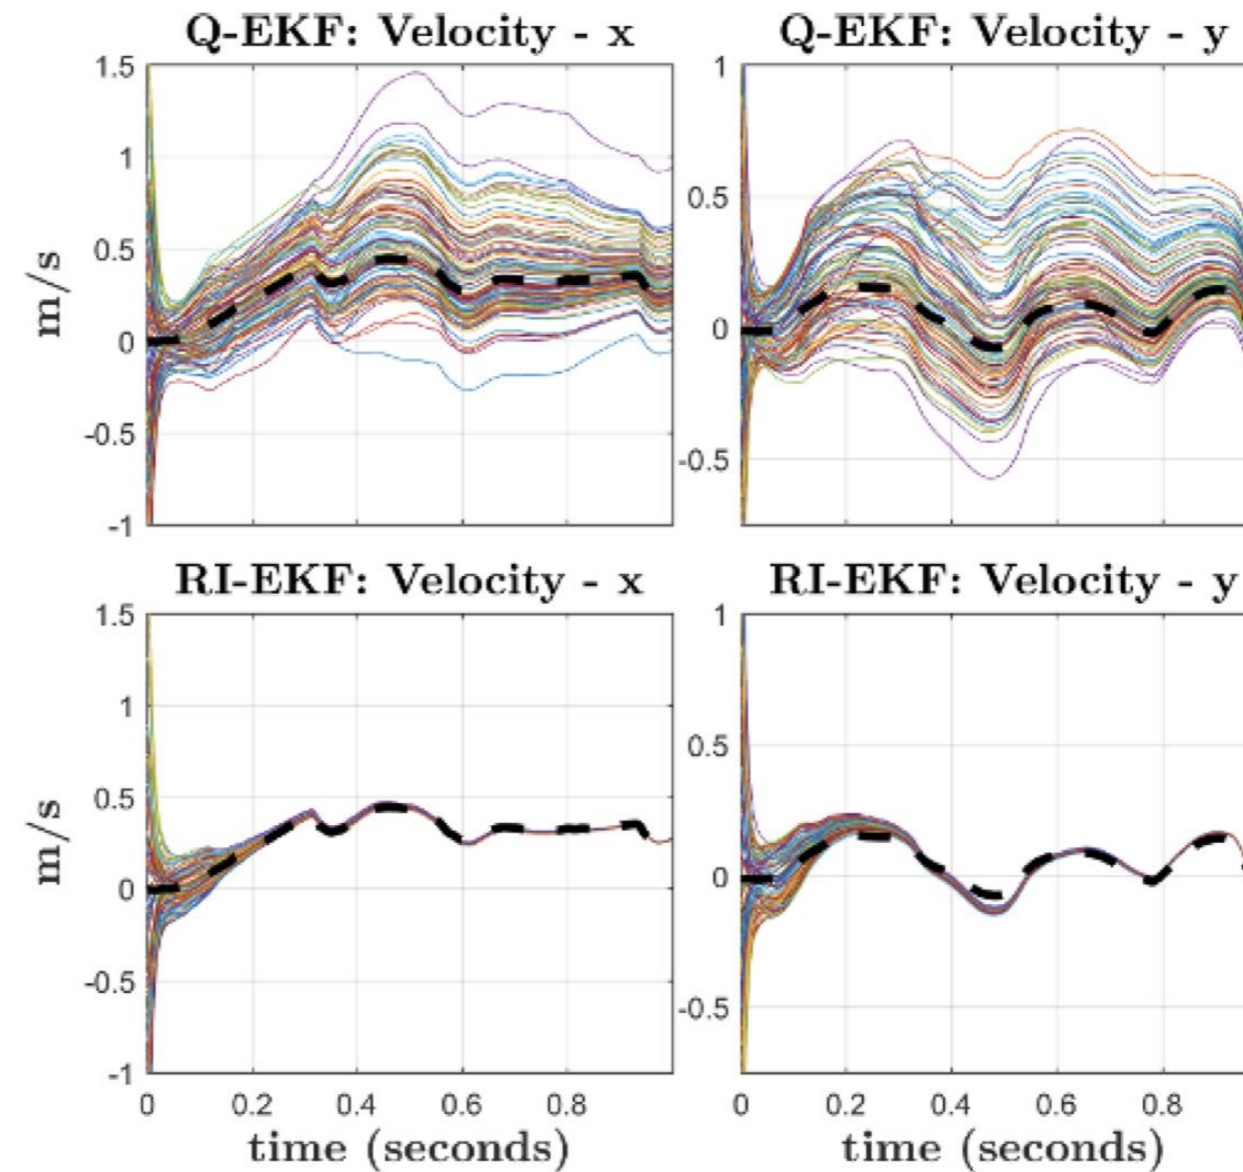 Q-EKF: Velocity - x
1.5
1
0.5
0
-0.5
-1
m/s
Q-EKF: Velocity - y
1
0.5
0
-0.5
RI-EKF: Velocity - x
1.5
1
0.5
0
-0.5
-1
m/s
0 0.2 0.4 0.6 0.8
time (seconds)
RI-EKF: Velocity - y
1
0.5
0
-0.5
0 0.2 0.4 0.6 0.8
time (seconds)